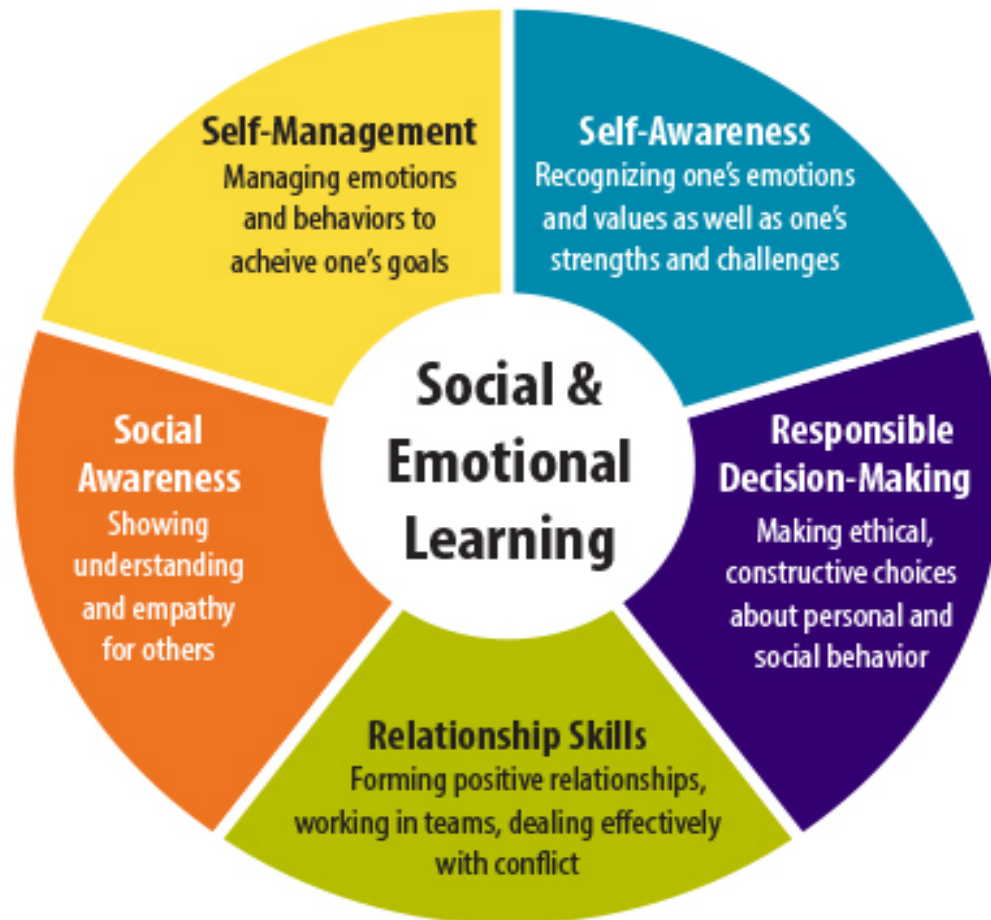 Self-Management
Managing emotions
and behaviors to
acheive one's goals
Self-Awareness
Recognizing one's emotions
and values as well as one's
strengths and challenges
Social &
Emotional
Learning
Social
Awareness
Showing
understanding
and empathy
for others
Responsible
Decision-Making
Making ethical,
constructive choices
about personal and
social behavior
Relationship Skills
Forming positive relationships,
working in teams, dealing effectively
with conflict